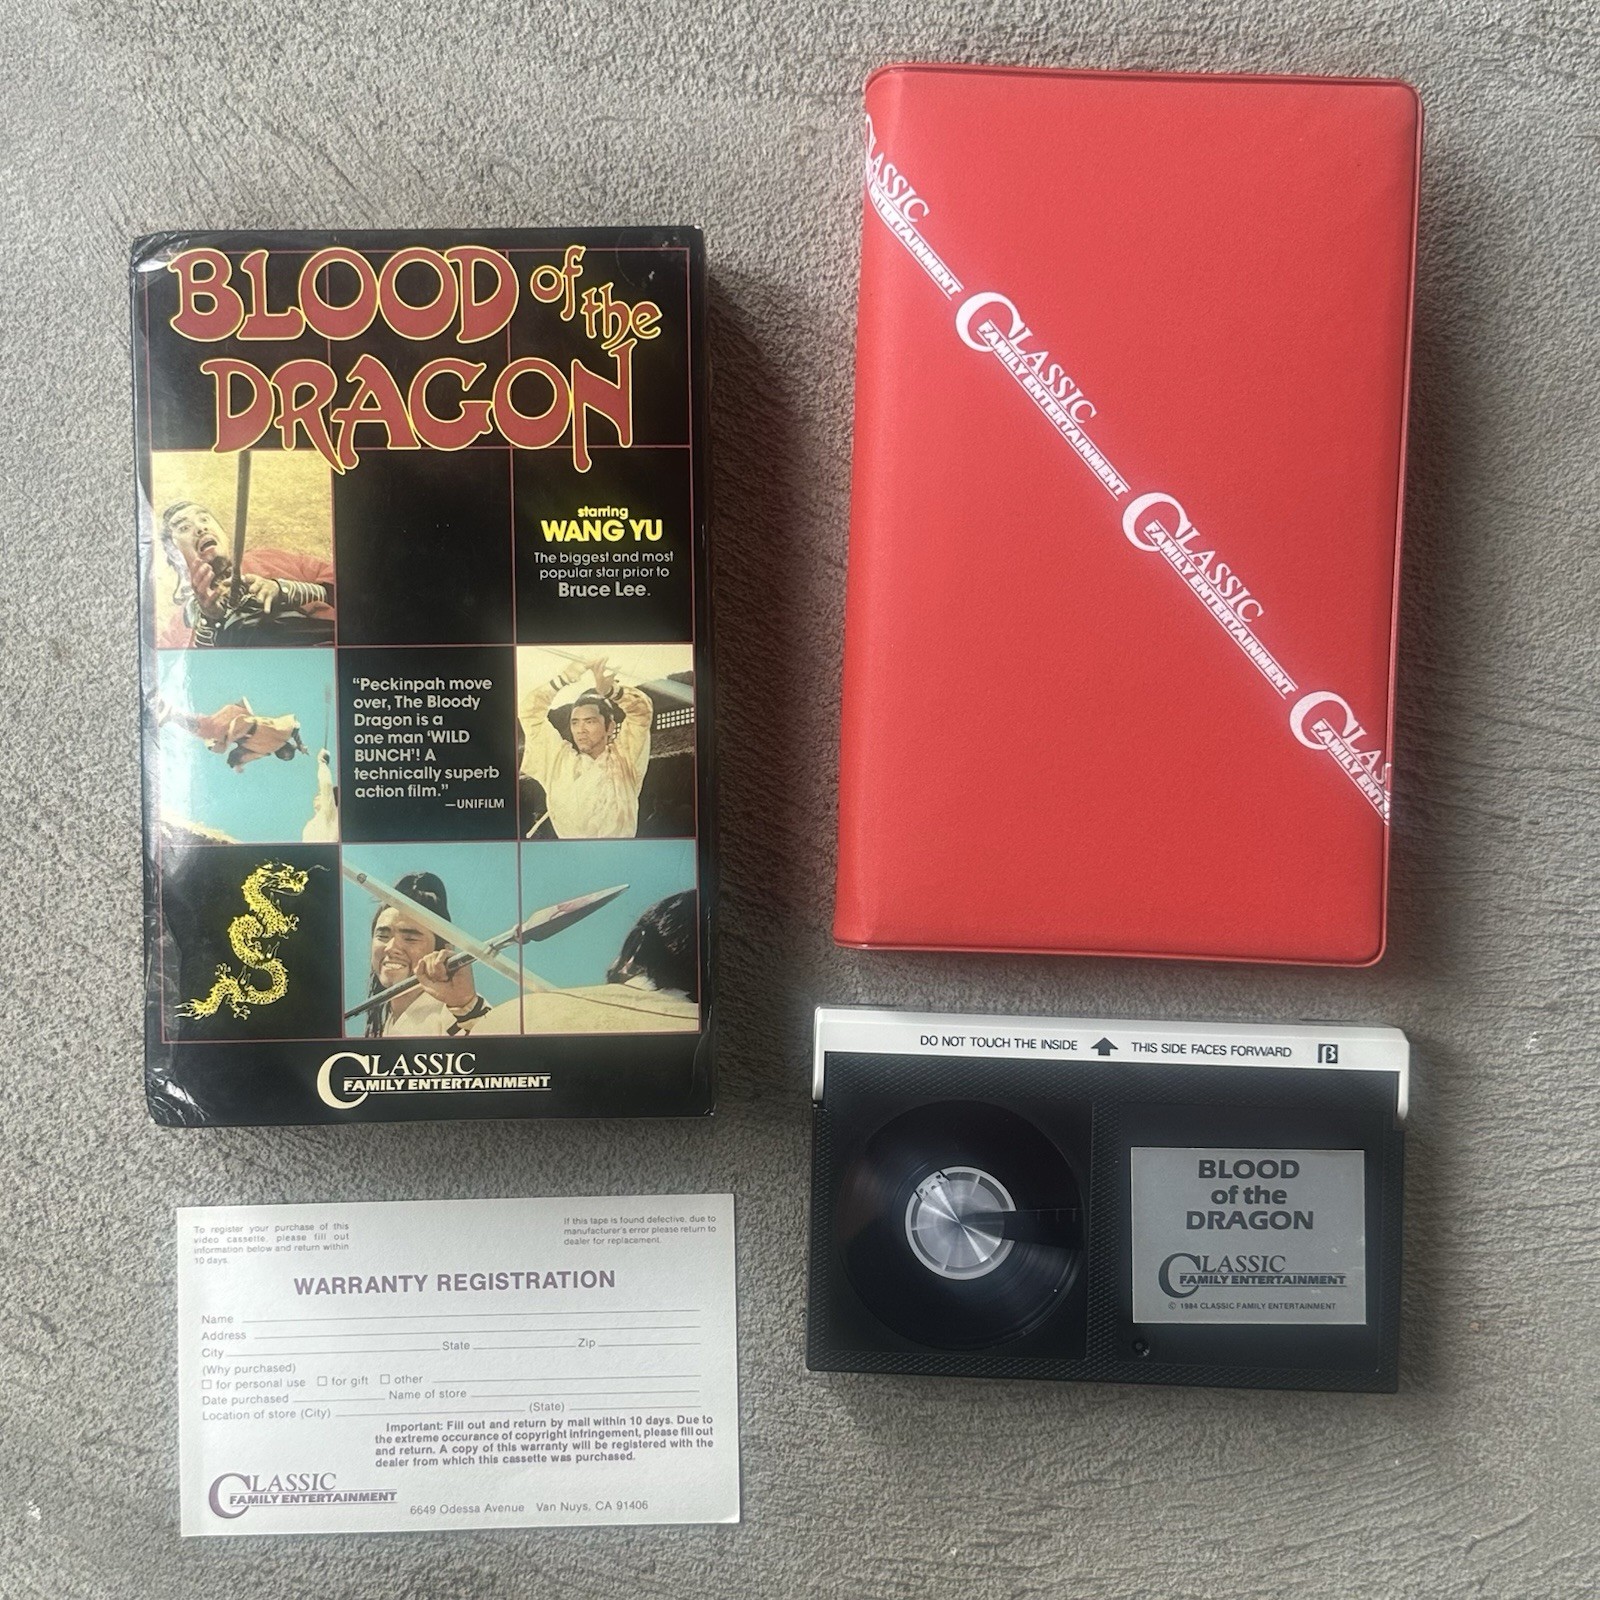 BLOOD of the
DRAGON
starring
WANG YU
The biggest and most
popular star prior to
Bruce Lee.
"Peckinpah move
over, The Bloody
Dragon is a
one man 'WILD
BUNCH'! A
technically superb
action film."
—UNIFILM
CLASSIC
FAMILY ENTERTAINMENT
CLASSIC
FAMILY ENTERTAINMENT
CLASSIC
FAMILY ENTERTAINMENT
CLASSIC
FAMILY ENTERTAINMENT
CLAS
FAMILY ENTE
DO NOT TOUCH THE INSIDE THIS SIDE FACES FORWARD B
BLOOD
of the
DRAGON
CLASSIC
FAMILY ENTERTAINMENT
© 1984 CLASSIC FAMILY ENTERTAINMENT
To register your purchase of this
video cassette, please fill out
information below and return within
10 days.
If this tape is found defective, due to
manufacturer's error please return to
dealer for replacement.
WARRANTY REGISTRATION
Name
Address
City State Zip
(Why purchased)
☐ for personal use ☐ for gift ☐ other
Date purchased Name of store
Location of store (City) (State)
Important: Fill out and return by mail within 10 days. Due to
the extreme occurance of copyright infringement, please fill out
and return. A copy of this warranty will be registered with the
dealer from which this cassette was purchased.
CLASSIC
FAMILY ENTERTAINMENT
6649 Odessa Avenue Van Nuys, CA 91406